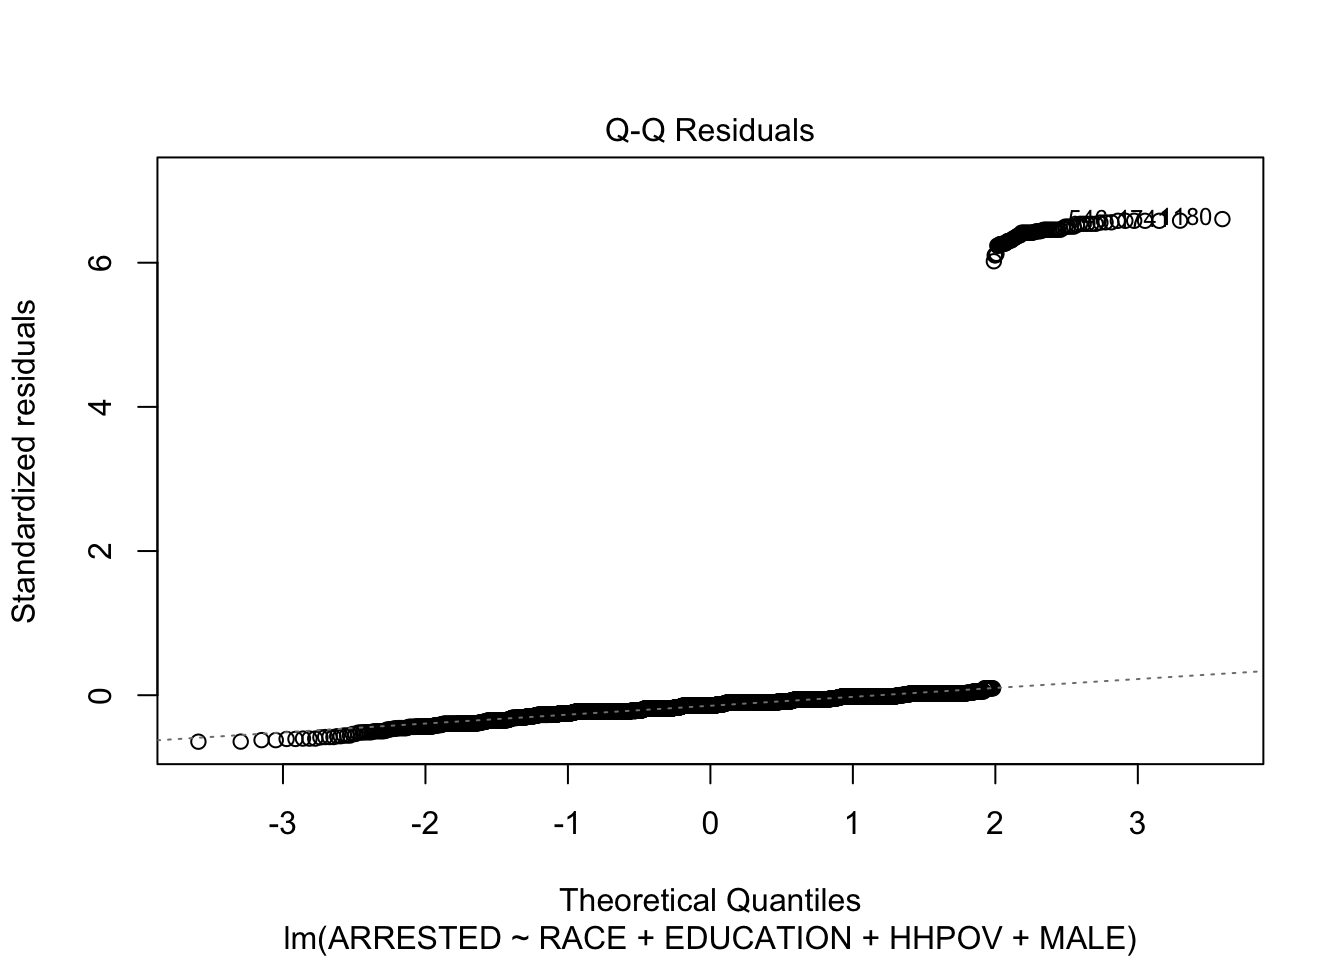 Q-Q Residuals
1180
6
4
2
0
Standardized residuals
-3 -2 -1 0 1 2 3
Theoretical Quantiles
lm(ARRESTED ~ RACE + EDUCATION + HHPOV + MALE)